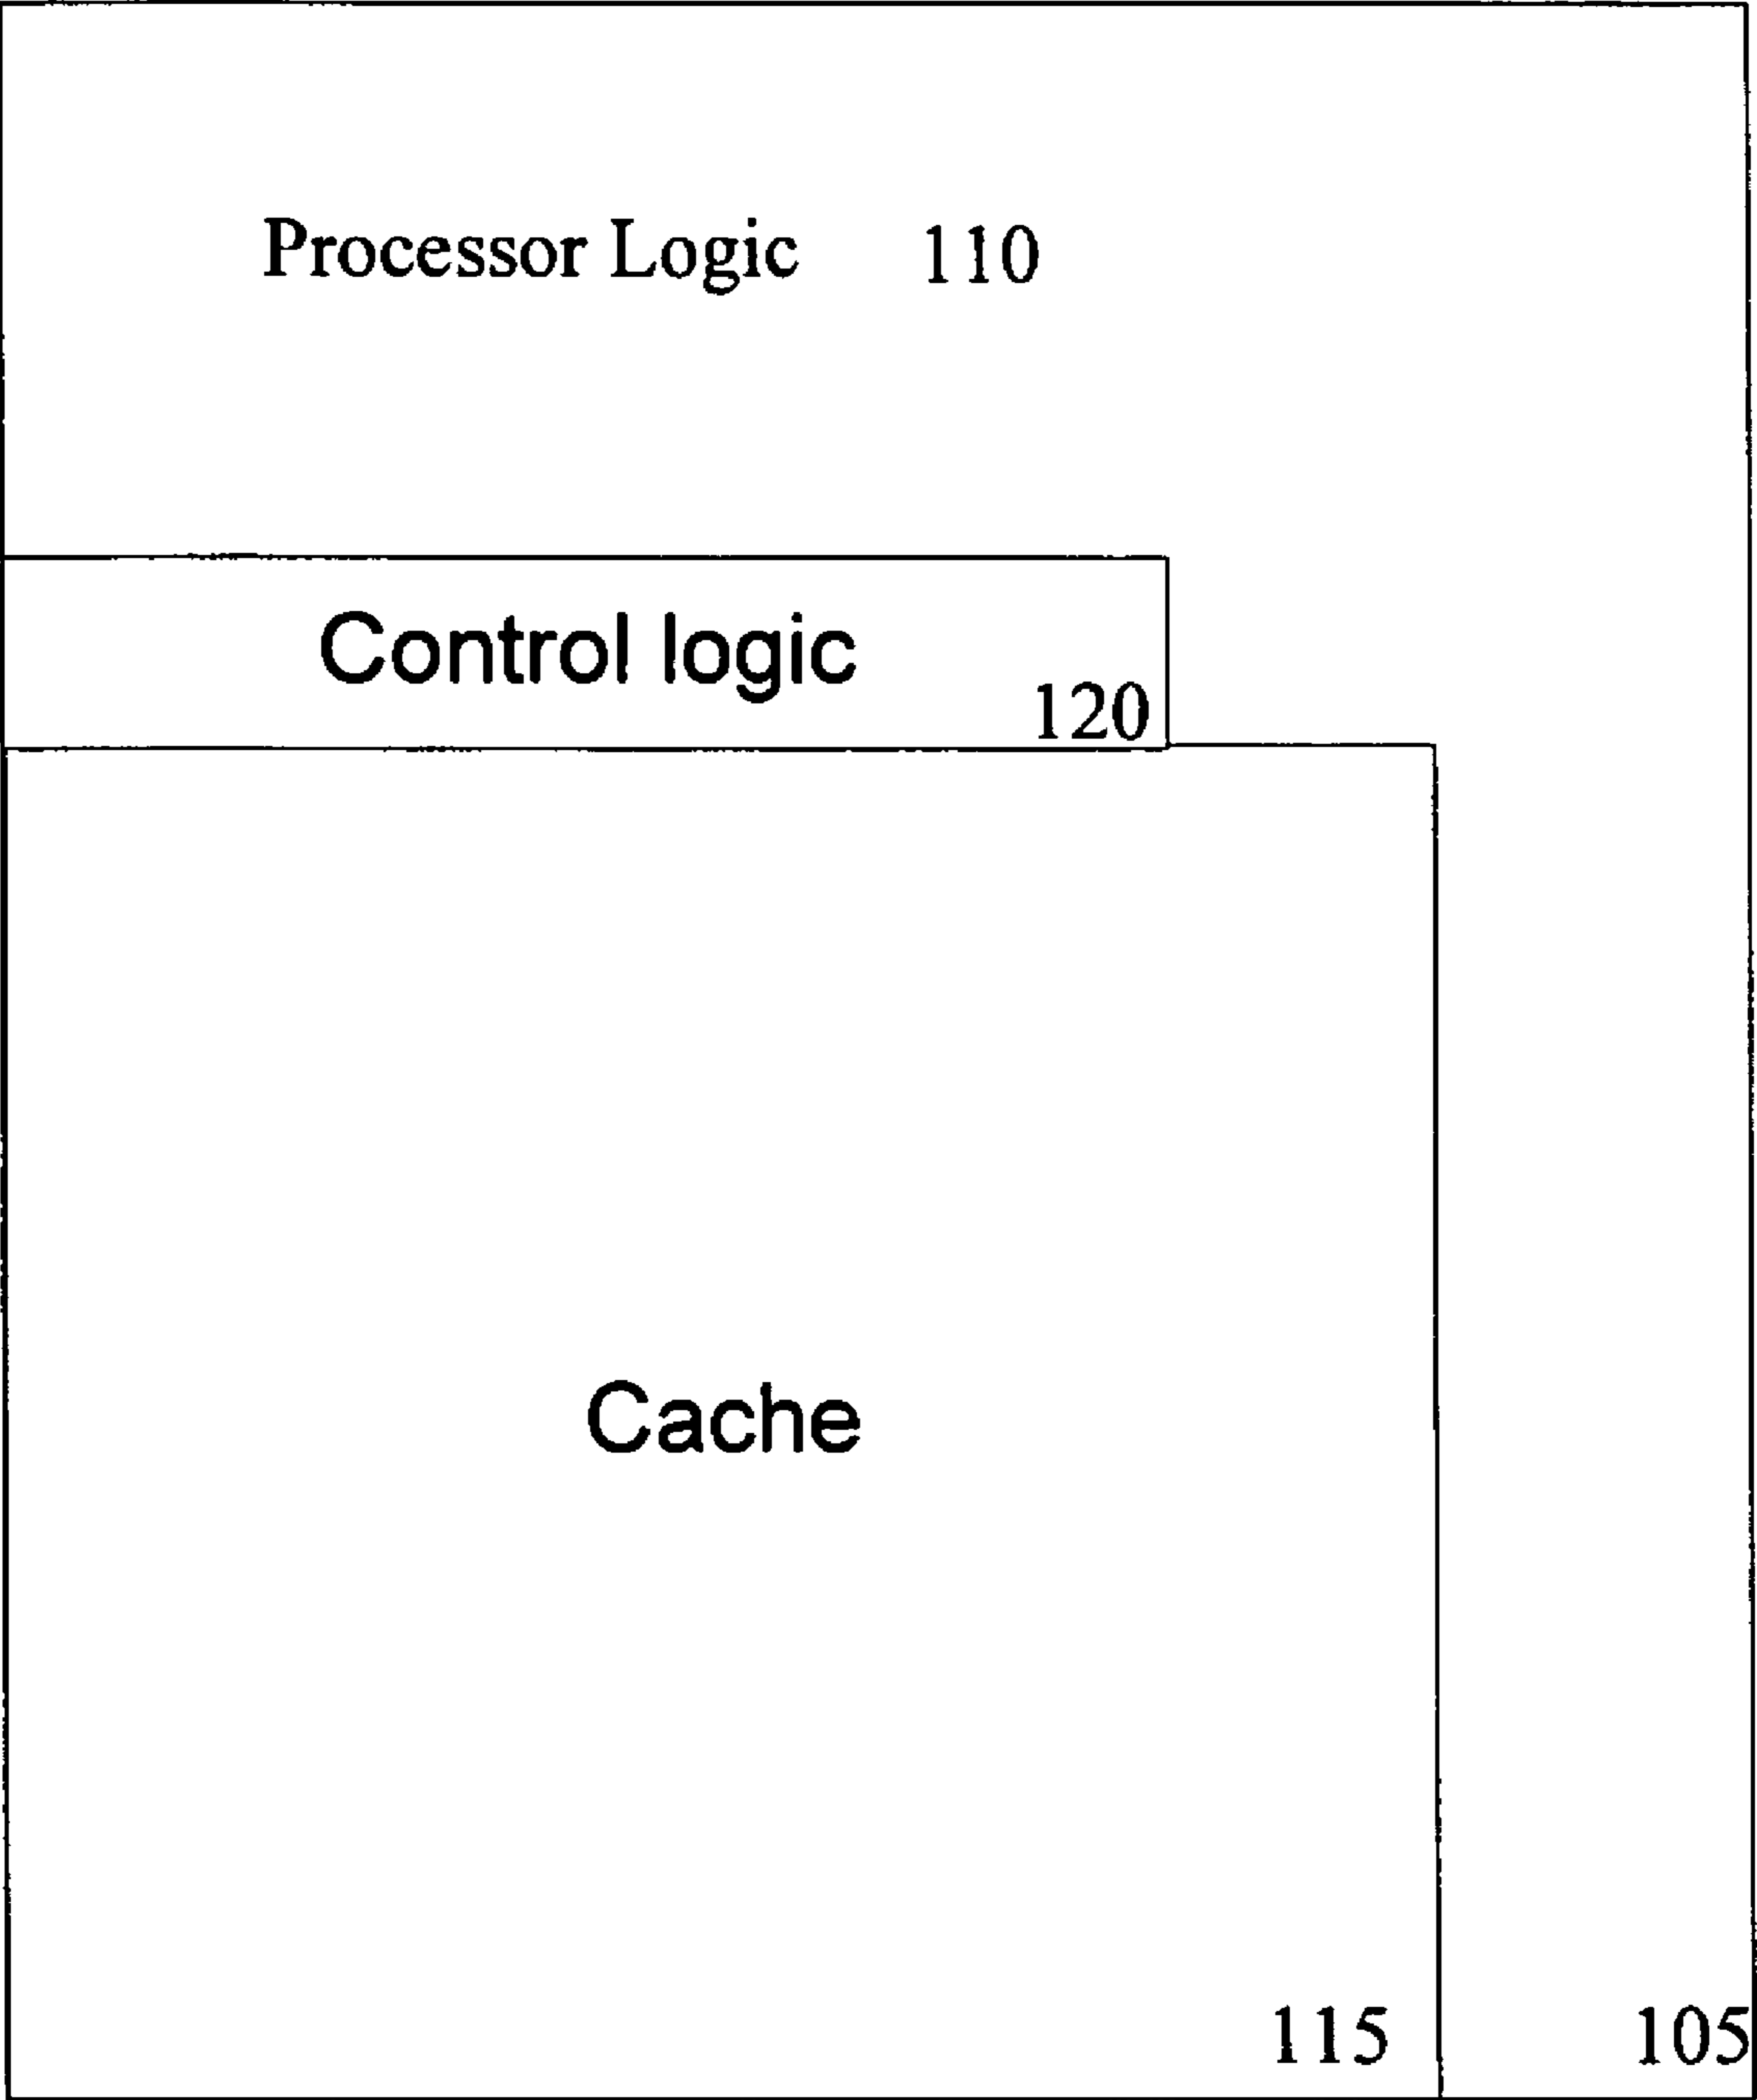 Processor Logic 110
Control logic
120
Cache
115 105